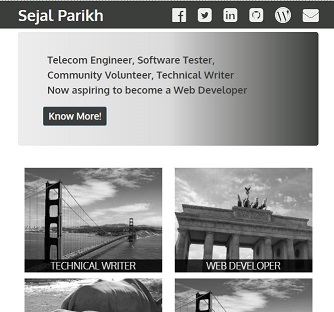 Sejal Parikh
Telecom Engineer, Software Tester,
Community Volunteer, Technical Writer
Now aspiring to become a Web Developer
Know More!
TECHNICAL WRITER
WEB DEVELOPER